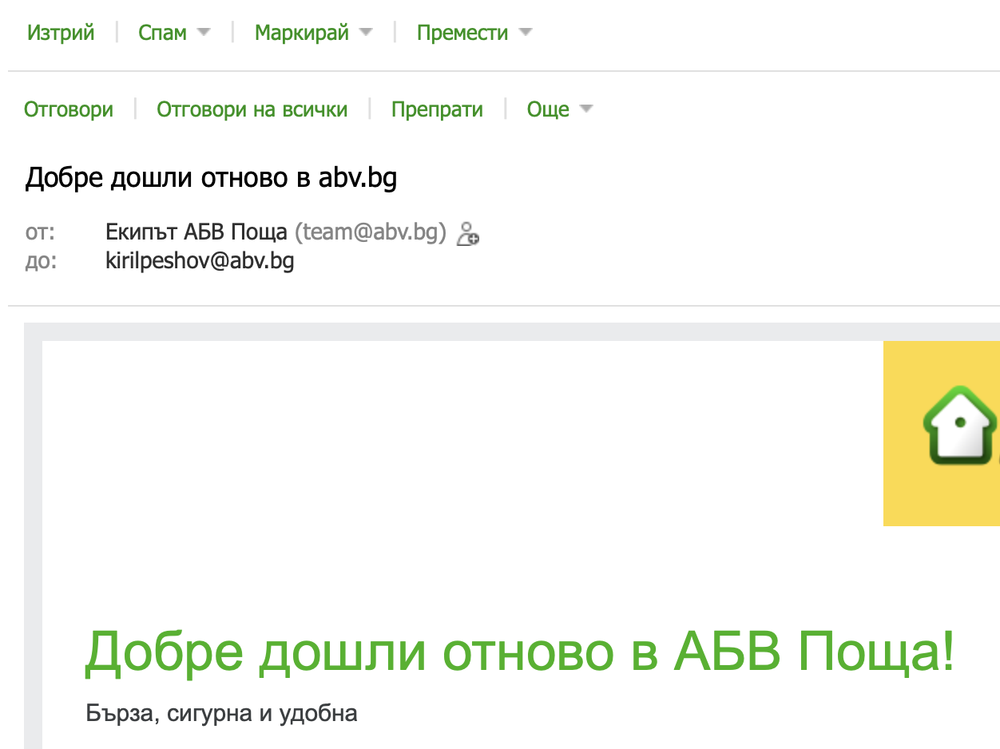 Изтрий | Спам | Маркирай | Премести
Отговори | Отговори на всички | Препрати | Още
Добре дошли отново в abv.bg
от: Екипът АБВ Поща (team@abv.bg)
до: kirilpeshov@abv.bg
Добре дошли отново в АБВ Поща!
Бърза, сигурна и удобна